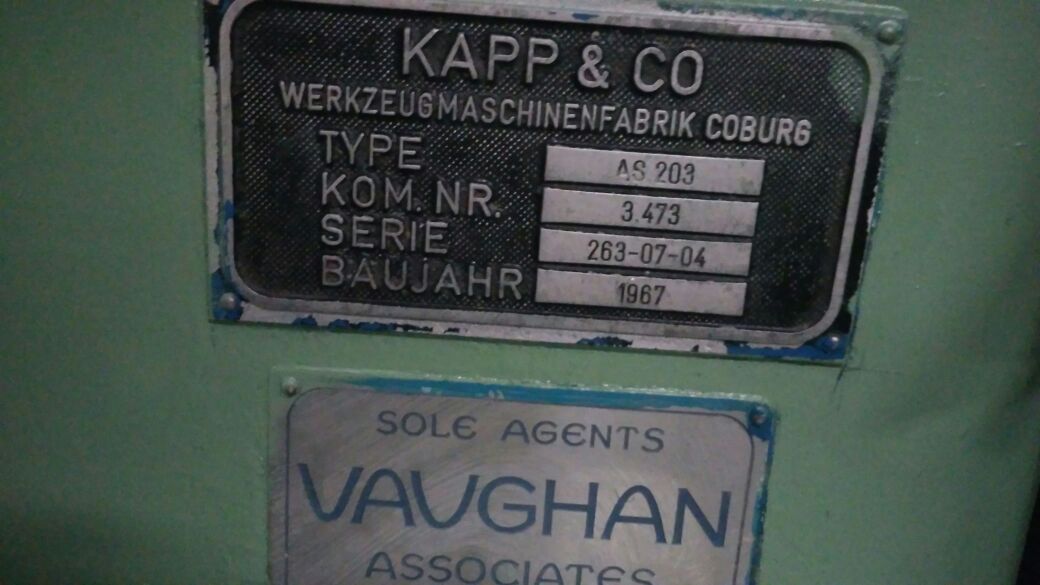 KAPP & CO
WERKZEUGMASCHINENFABRIK COBURG
TYPE AS 203
KOM. NR. 3.473
SERIE 263-07-04
BAUJAHR 1967
SOLE AGENTS
VAUGHAN
ASSOCIATES